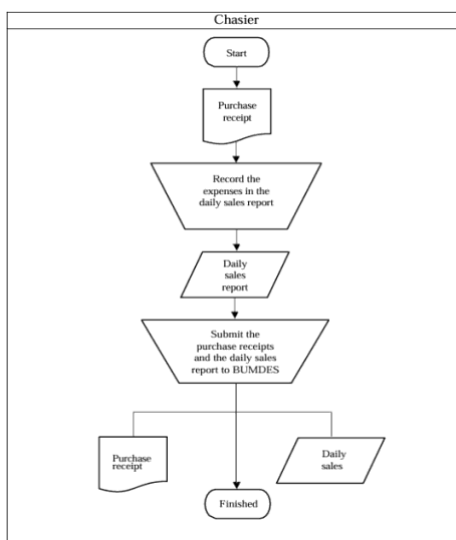 Chasier
Start
Purchase
receipt
Record the
expenses in the
daily sales report
Daily
sales
report
Submit the
purchase receipts
and the daily sales
report to BUMDES
Purchase
receipt
Daily
sales
Finished